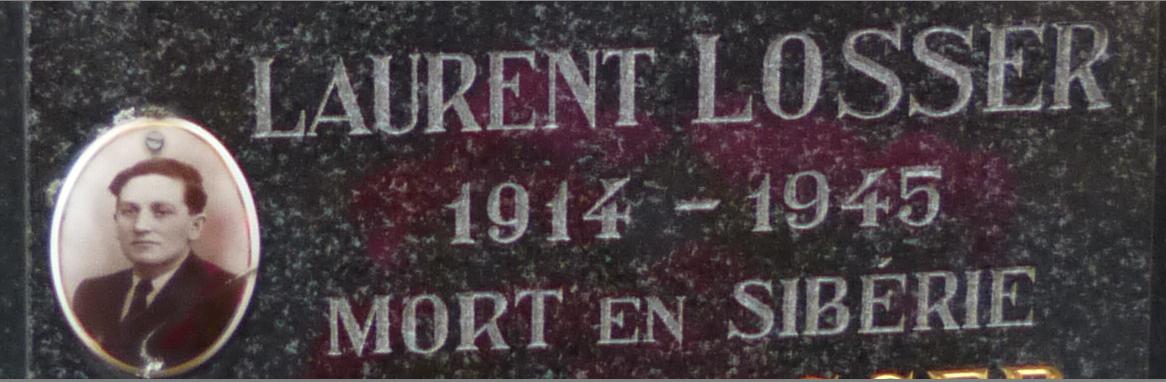 LAURENT LOSSER
1914 - 1945
MORT EN SIBÉRIE